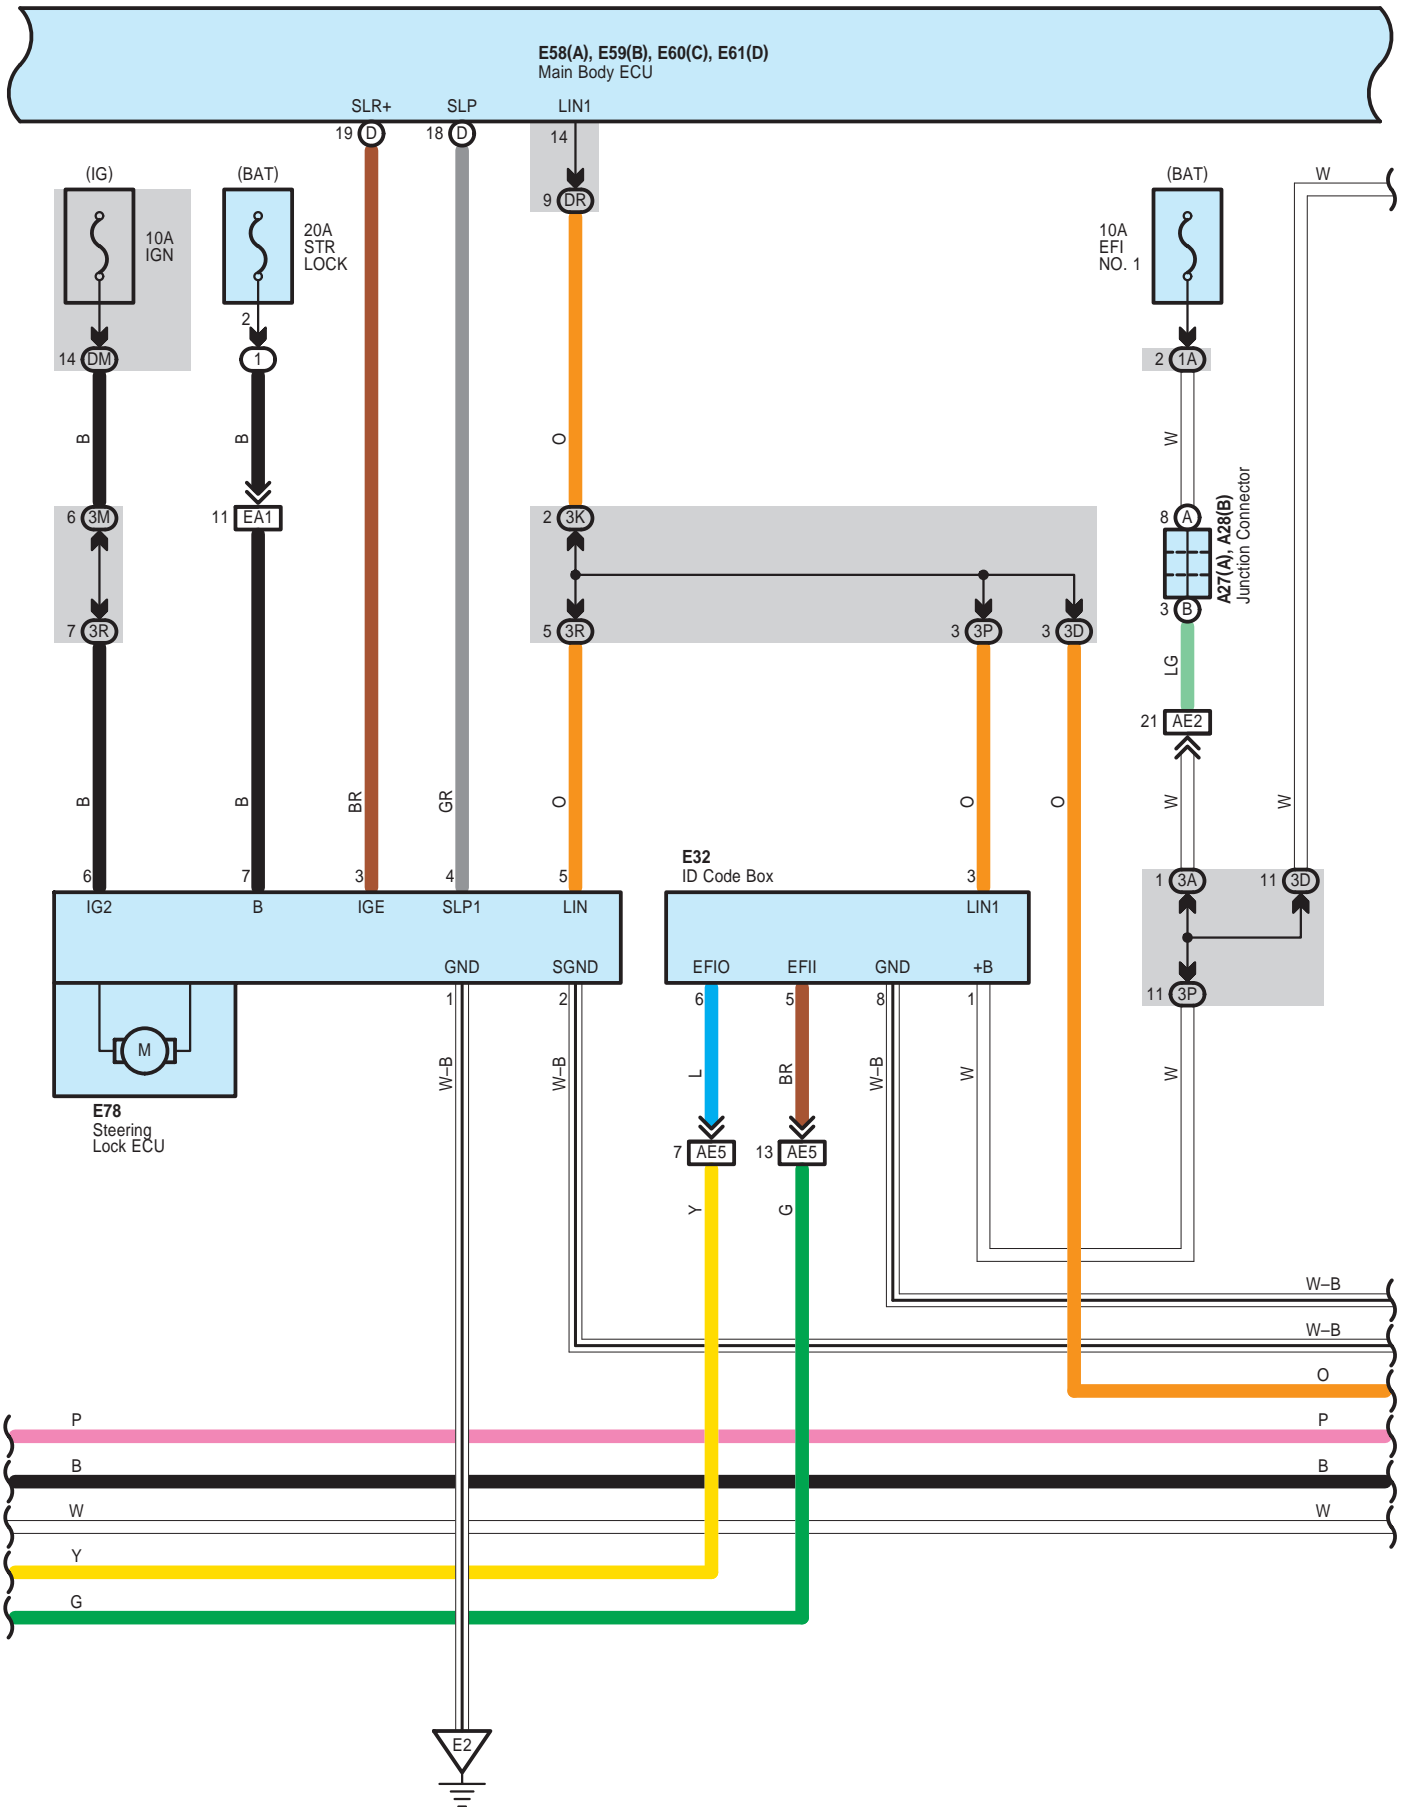 E58(A), E59(B), E60(C), E61(D)
Main Body ECU
SLR+
SLP
LIN1
19 D
18 D
14
9 DR
(IG)
10A
IGN
14 DM
(BAT)
20A
STR
LOCK
2
1
(BAT)
10A
EFI
NO. 1
2 1A
W
B
B
O
W
6 3M
11 EA1
2 3K
8 A
A27(A), A28(B)
Junction Connector
3 B
7 3R
5 3R
3 3P
3 3D
LG
21 AE2
B
B
BR
GR
O
O
O
W
W
E32
ID Code Box
6
7
3
4
5
3
1 3A
11 3D
IG2
B
IGE
SLP1
LIN
LIN1
GND
SGND
EFIO
EFII
GND
+B
1
2
6
5
8
1
11 3P
M
W–B
W–B
L
BR
W–B
W
W
E78
Steering
Lock ECU
7 AE5
13 AE5
Y
G
W–B
W–B
O
P
P
B
B
W
W
Y
G
E2